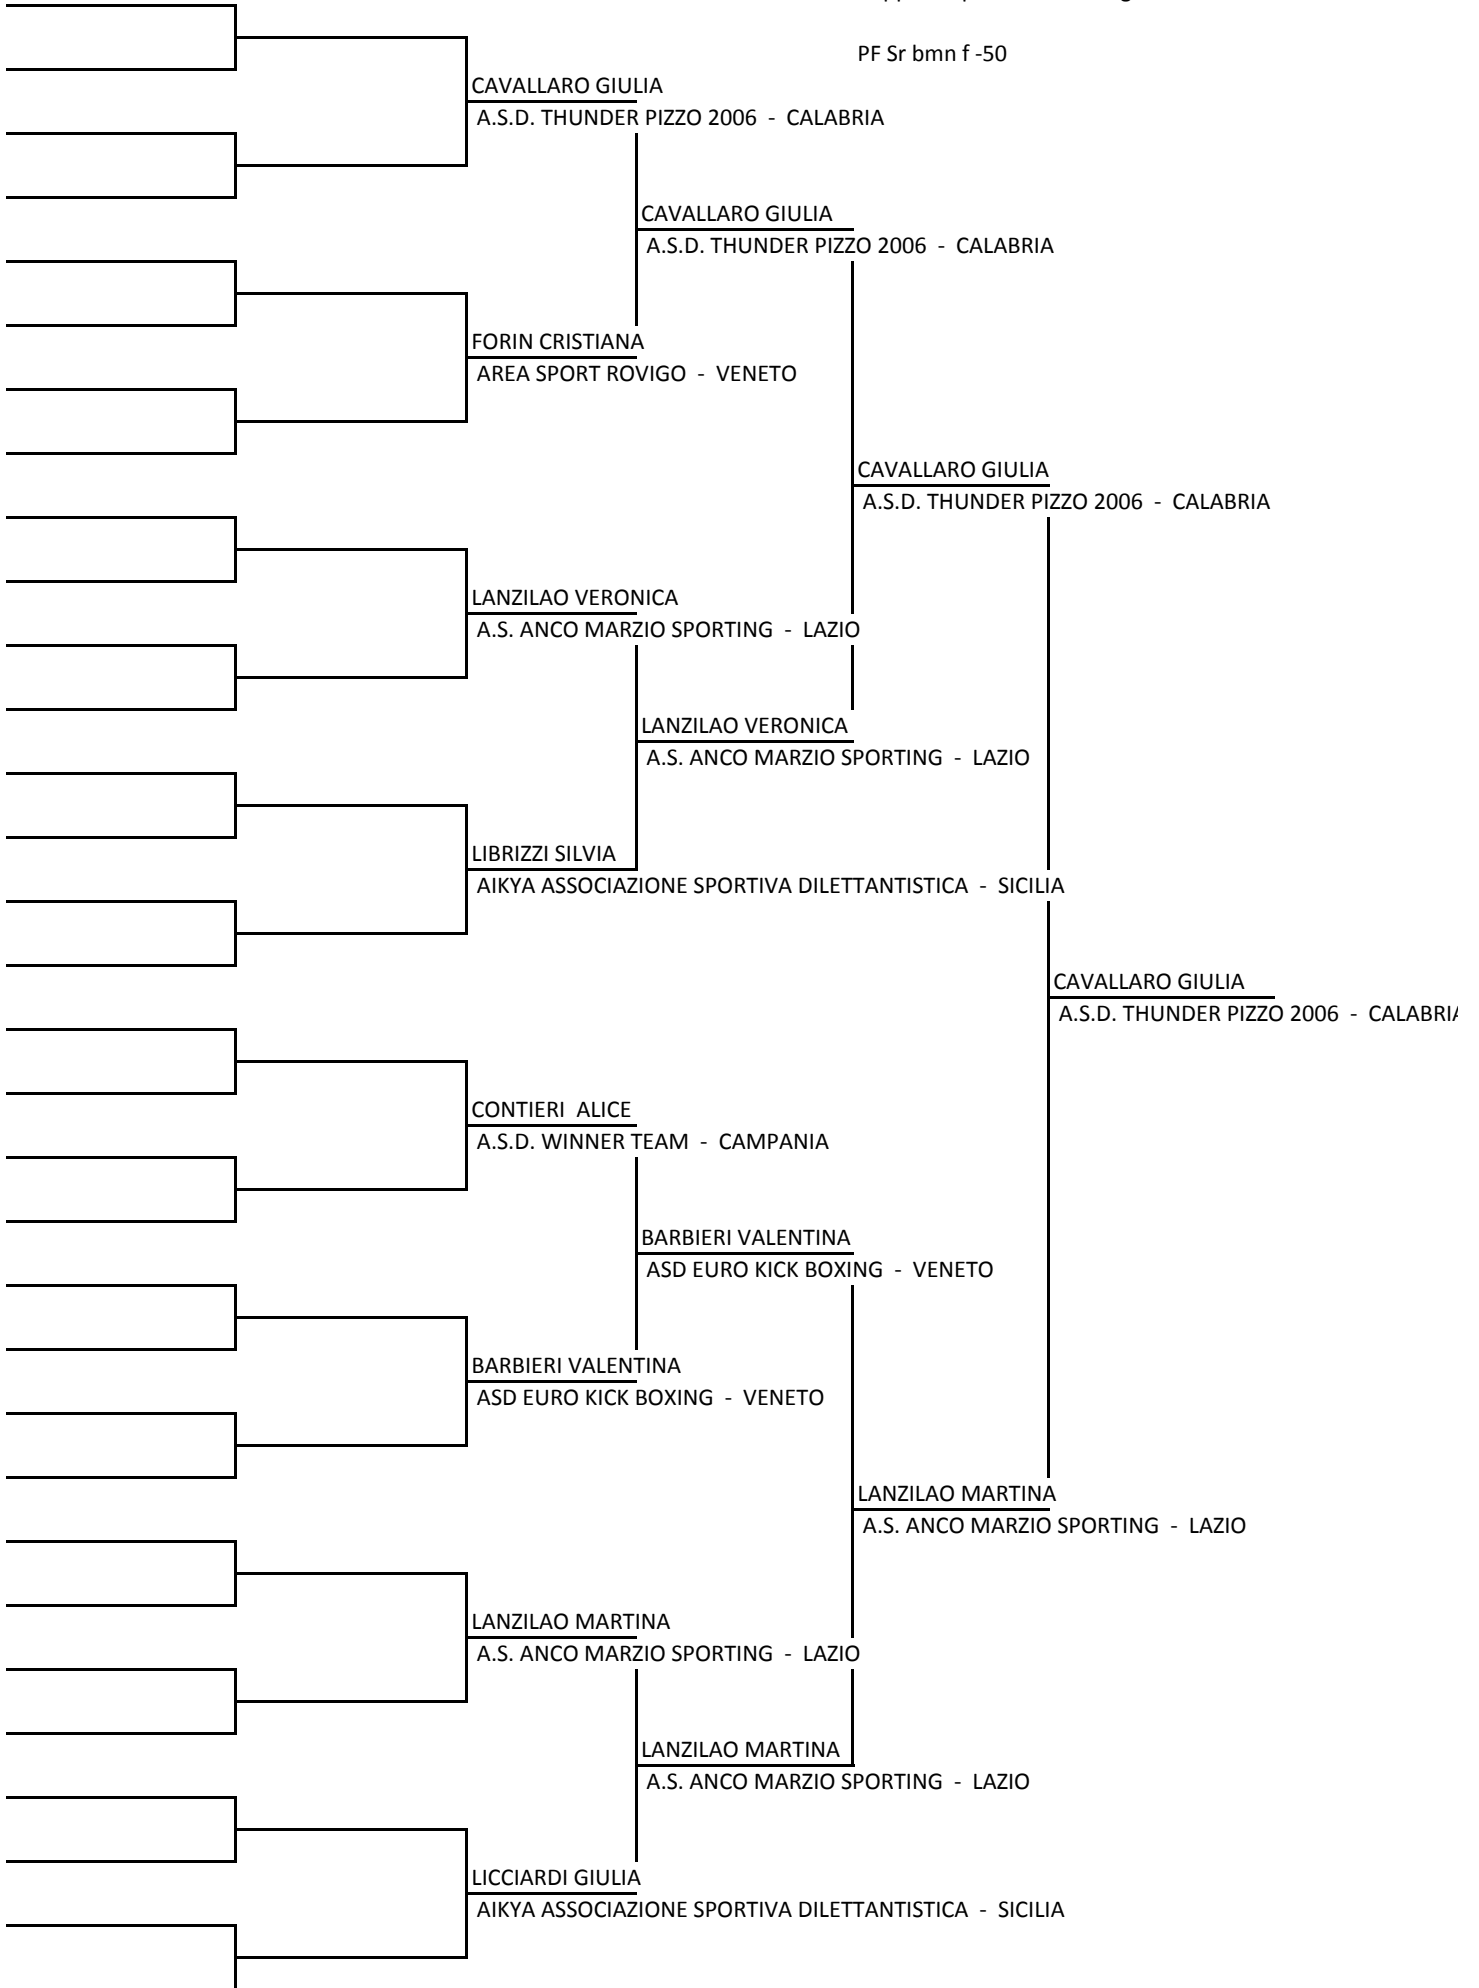 PF Sr bmn f -50
CAVALLARO GIULIA
A.S.D. THUNDER PIZZO 2006 - CALABRIA
CAVALLARO GIULIA
A.S.D. THUNDER PIZZO 2006 - CALABRIA
FORIN CRISTIANA
AREA SPORT ROVIGO - VENETO
CAVALLARO GIULIA
A.S.D. THUNDER PIZZO 2006 - CALABRIA
LANZILAO VERONICA
A.S. ANCO MARZIO SPORTING - LAZIO
LANZILAO VERONICA
A.S. ANCO MARZIO SPORTING - LAZIO
LIBRIZZI SILVIA
AIKYA ASSOCIAZIONE SPORTIVA DILETTANTISTICA - SICILIA
CAVALLARO GIULIA
A.S.D. THUNDER PIZZO 2006 - CALABRIA
CONTIERI  ALICE
A.S.D. WINNER TEAM - CAMPANIA
BARBIERI VALENTINA
ASD EURO KICK BOXING - VENETO
BARBIERI VALENTINA
ASD EURO KICK BOXING - VENETO
LANZILAO MARTINA
A.S. ANCO MARZIO SPORTING - LAZIO
LANZILAO MARTINA
A.S. ANCO MARZIO SPORTING - LAZIO
LANZILAO MARTINA
A.S. ANCO MARZIO SPORTING - LAZIO
LICCIARDI GIULIA
AIKYA ASSOCIAZIONE SPORTIVA DILETTANTISTICA - SICILIA